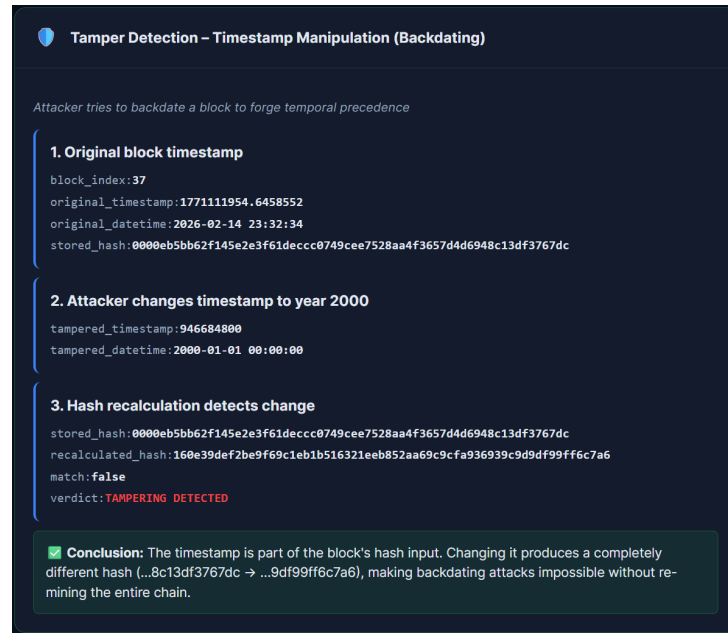 Tamper Detection – Timestamp Manipulation (Backdating)
Attacker tries to backdate a block to forge temporal precedence
1. Original block timestamp
block_index:37
original_timestamp:1771111954.6458552
original_datetime:2026-02-14 23:32:34
stored_hash:0000eb5bb62f145e2e3f61deccc0749cee7528aa4f3657d4d6948c13df3767dc
2. Attacker changes timestamp to year 2000
tampered_timestamp:946684800
tampered_datetime:2000-01-01 00:00:00
3. Hash recalculation detects change
stored_hash:0000eb5bb62f145e2e3f61deccc0749cee7528aa4f3657d4d6948c13df3767dc
recalculated_hash:160e39def2be9f69c1eb1b516321eeb852aa69c9cfa936939c9d9df99ff6c7a6
match:false
verdict:TAMPERING DETECTED
✅ Conclusion: The timestamp is part of the block's hash input. Changing it produces a completely
different hash (...8c13df3767dc → ...9df99ff6c7a6), making backdating attacks impossible without re-
mining the entire chain.